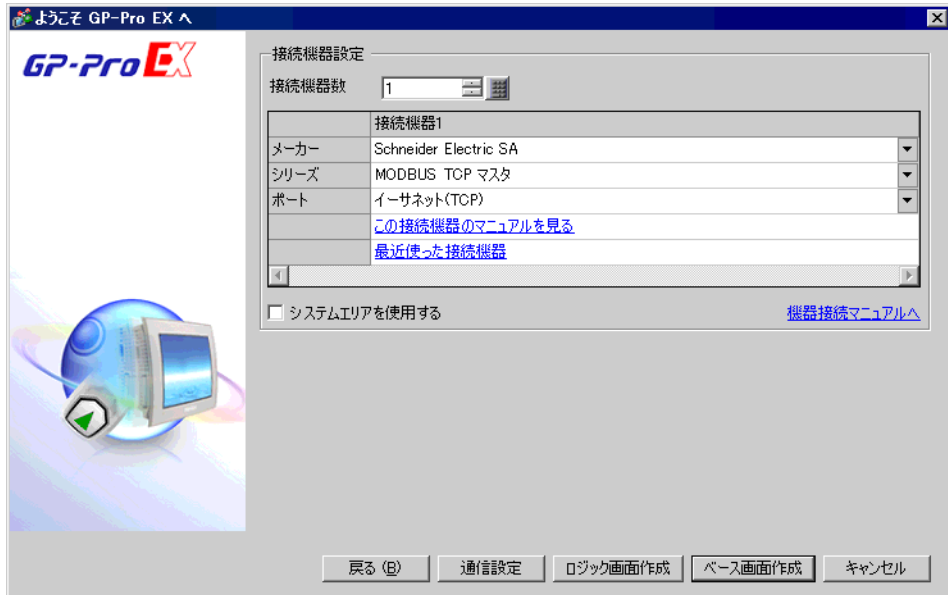 ようこそ GP-Pro EX へ
GP-Pro EX
接続機器設定
接続機器数 1
接続機器1
メーカー Schneider Electric SA
シリーズ MODBUS TCP マスタ
ポート イーサネット(TCP)
この接続機器のマニュアルを見る
最近使った接続機器
システムエリアを使用する 機器接続マニュアルへ
戻る (B) 通信設定 ロジック画面作成 ベース画面作成 キャンセル